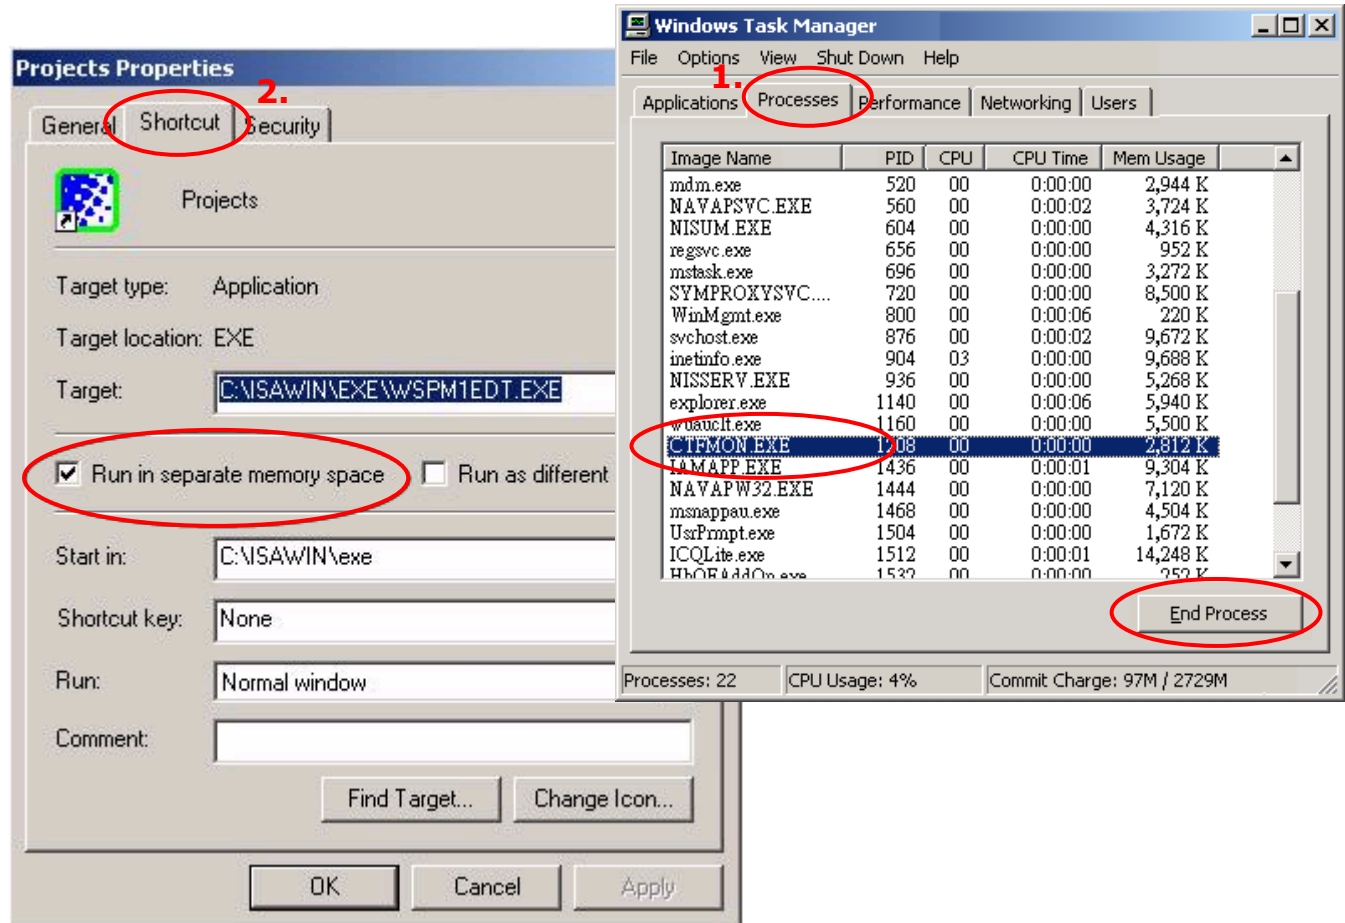 Projects Properties
2.
General Shortcut Security
Projects
Target type: Application
Target location: EXE
Target: C:\ISAWIN\EXE\WSPM1EDT.EXE
Run in separate memory space Run as different
Start in: C:\ISAWIN\exe
Shortcut key: None
Run: Normal window
Comment:
Find Target... Change Icon...
OK Cancel Apply
Windows Task Manager
File Options View Shut Down Help
1.
Applications Processes Performance Networking Users
Image Name PID CPU CPU Time Mem Usage
mdm.exe 520 00 0:00:00 2,944 K
NAVAPSVC.EXE 560 00 0:00:02 3,724 K
NISUM.EXE 604 00 0:00:00 4,316 K
regsvc.exe 656 00 0:00:00 952 K
mstask.exe 696 00 0:00:00 3,272 K
SYMPROXYSVC.... 720 00 0:00:00 8,500 K
WinMgmt.exe 800 00 0:00:06 220 K
svchost.exe 876 00 0:00:02 9,672 K
inetinfo.exe 904 03 0:00:00 9,688 K
NISSERV.EXE 936 00 0:00:00 5,268 K
explorer.exe 1140 00 0:00:06 5,940 K
wuauclt.exe 1160 00 0:00:00 5,500 K
CTFMON.EXE 1208 00 0:00:00 2,812 K
IAMAPP.EXE 1436 00 0:00:01 9,304 K
NAVAPW32.EXE 1444 00 0:00:00 7,120 K
msnappau.exe 1468 00 0:00:00 4,504 K
UsrPrmpt.exe 1504 00 0:00:00 1,672 K
ICQLite.exe 1512 00 0:00:01 14,248 K
1532 00 0:00:00 252 K
End Process
Processes: 22 CPU Usage: 4% Commit Charge: 97M / 2729M